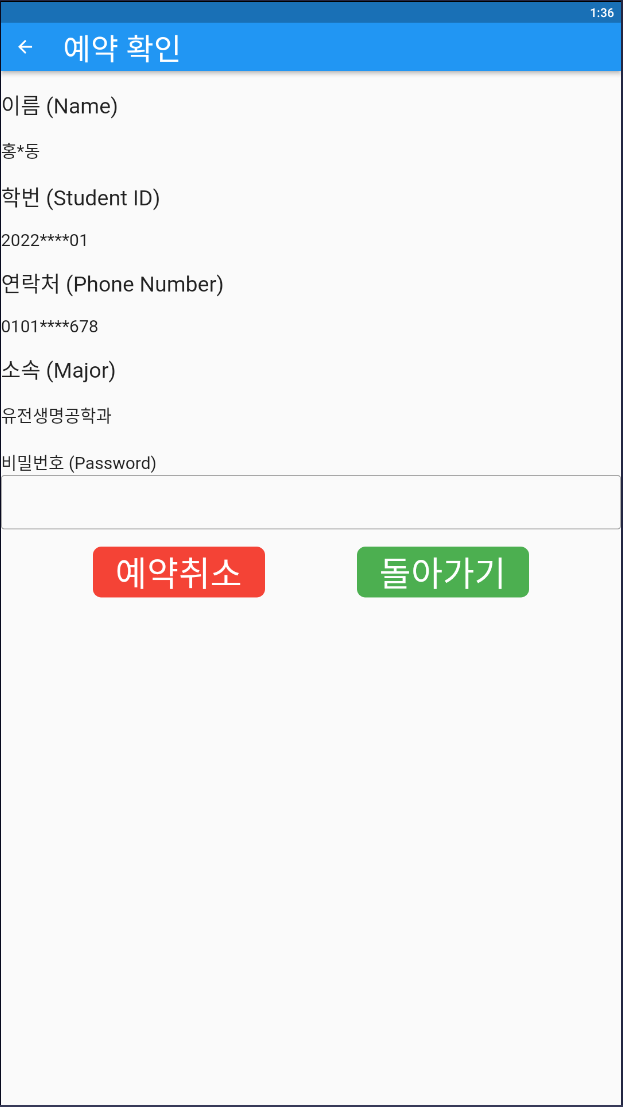 1:36
예약 확인
이름 (Name)
홍*동
학번 (Student ID)
2022****01
연락처 (Phone Number)
0101****678
소속 (Major)
유전생명공학과
비밀번호 (Password)
예약취소 돌아가기